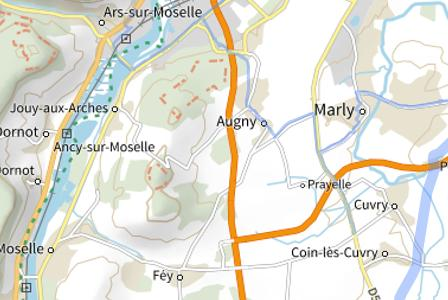 Ars-sur-Moselle
Jouy-aux-Arches
Marly
Augny
Dornot
Ancy-sur-Moselle
Dornot
Prayelle
Cuvry
Moselle
Coin-lès-Cuvry
Féy